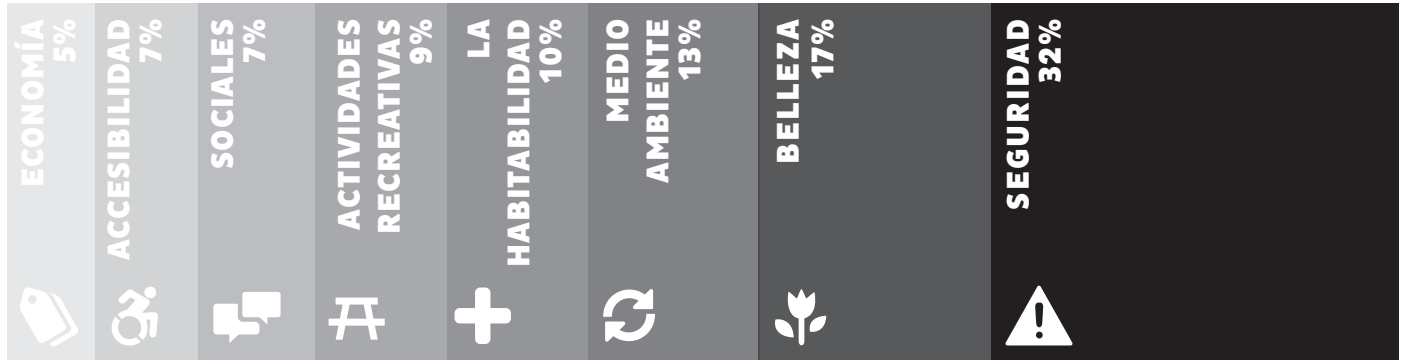 ECONOMÍA
5%
ACCESIBILIDAD
7%
SOCIALES
7%
ACTIVIDADES
RECREATIVAS
9%
LA
HABITABILIDAD
10%
MEDIO
AMBIENTE
13%
BELLEZA
17%
SEGURIDAD
32%